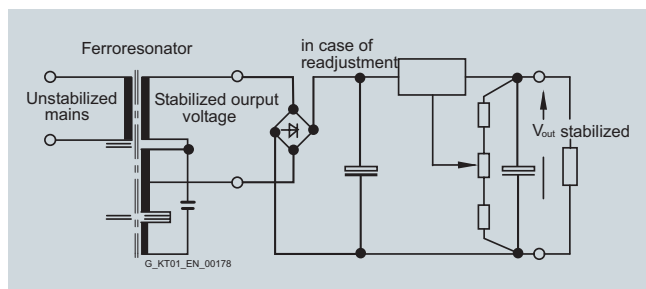 Ferroresonator
in case of
readjustment
Unstabilized
mains
Stabilized ourput
voltage
Vout stabilized
G_KT01_EN_00178